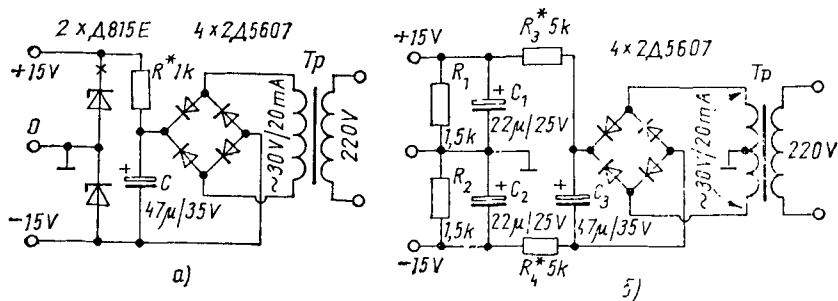 2 × Д815Е
4 × 2Д5607
+15V
R* 1k
Тр
0
~30V/20mA
220V
+
C
47μ/35V
−15V
а)
+15V
R3* 5k
4 × 2Д5607
Тр
R1
+
C1
22μ/25V
1,5k
~30V/20mA
220V
R2
+
C2
+
C3
1,5k
22μ/25V
47μ/35V
−15V
R4* 5k
б)